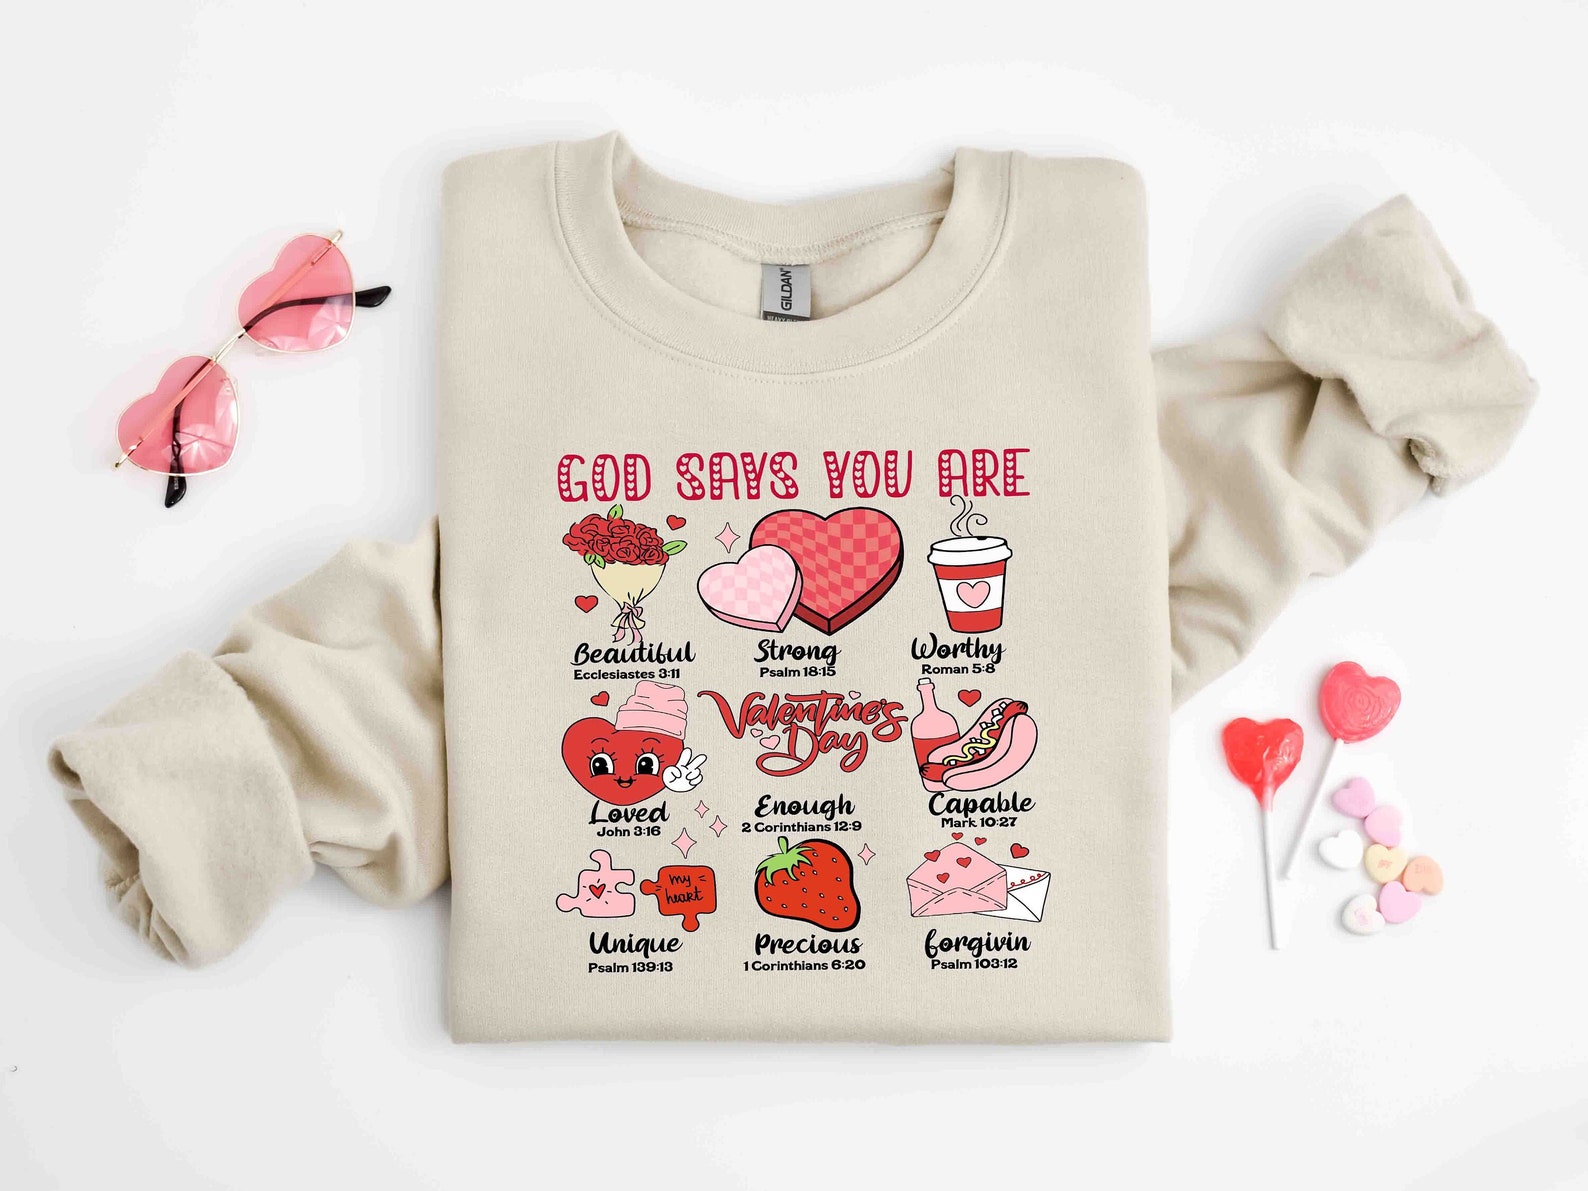 GILDAN
GOD SAYS YOU ARE
Beautiful
Ecclesiastes 3:11
Strong
Psalm 18:15
Worthy
Roman 5:8
Loved
John 3:16
Valentine's
Day
Enough
2 Corinthians 12:9
Capable
Mark 10:27
my
heart
Unique
Psalm 139:13
Precious
1 Corinthians 6:20
forgivin
Psalm 103:12